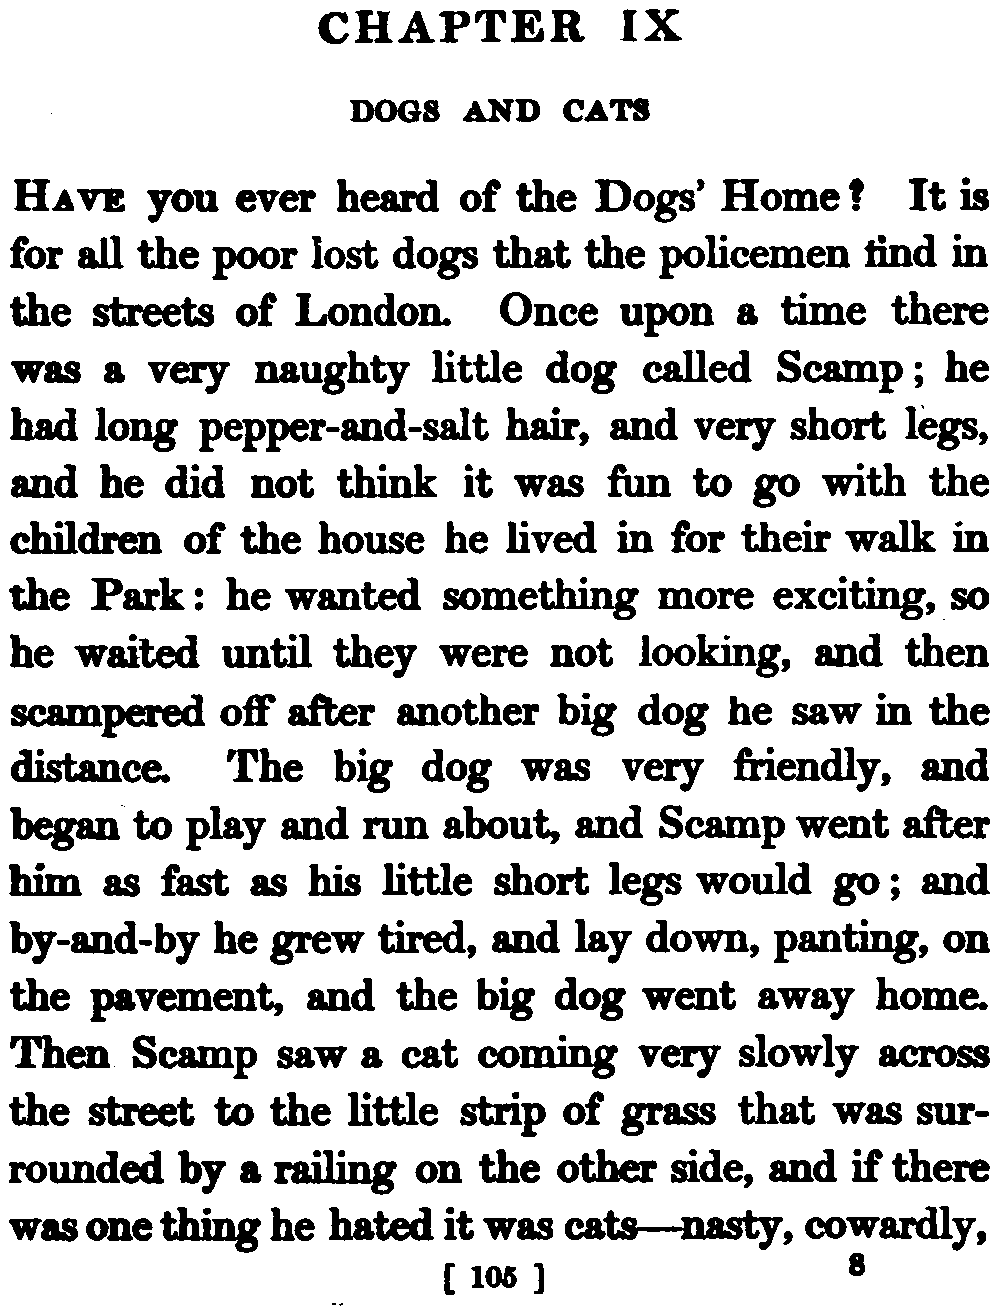 CHAPTER IX
DOGS AND CATS
HAVE you ever heard of the Dogs' Home? It is
for all the poor lost dogs that the policemen find in
the streets of London. Once upon a time there
was a very naughty little dog called Scamp; he
had long pepper-and-salt hair, and very short legs,
and he did not think it was fun to go with the
children of the house he lived in for their walk in
the Park: he wanted something more exciting, so
he waited until they were not looking, and then
scampered off after another big dog he saw in the
distance. The big dog was very friendly, and
began to play and run about, and Scamp went after
him as fast as his little short legs would go; and
by-and-by he grew tired, and lay down, panting, on
the pavement, and the big dog went away home.
Then Scamp saw a cat coming very slowly across
the street to the little strip of grass that was sur-
rounded by a railing on the other side, and if there
was one thing he hated it was cats—nasty, cowardly,
[ 105 ] 8